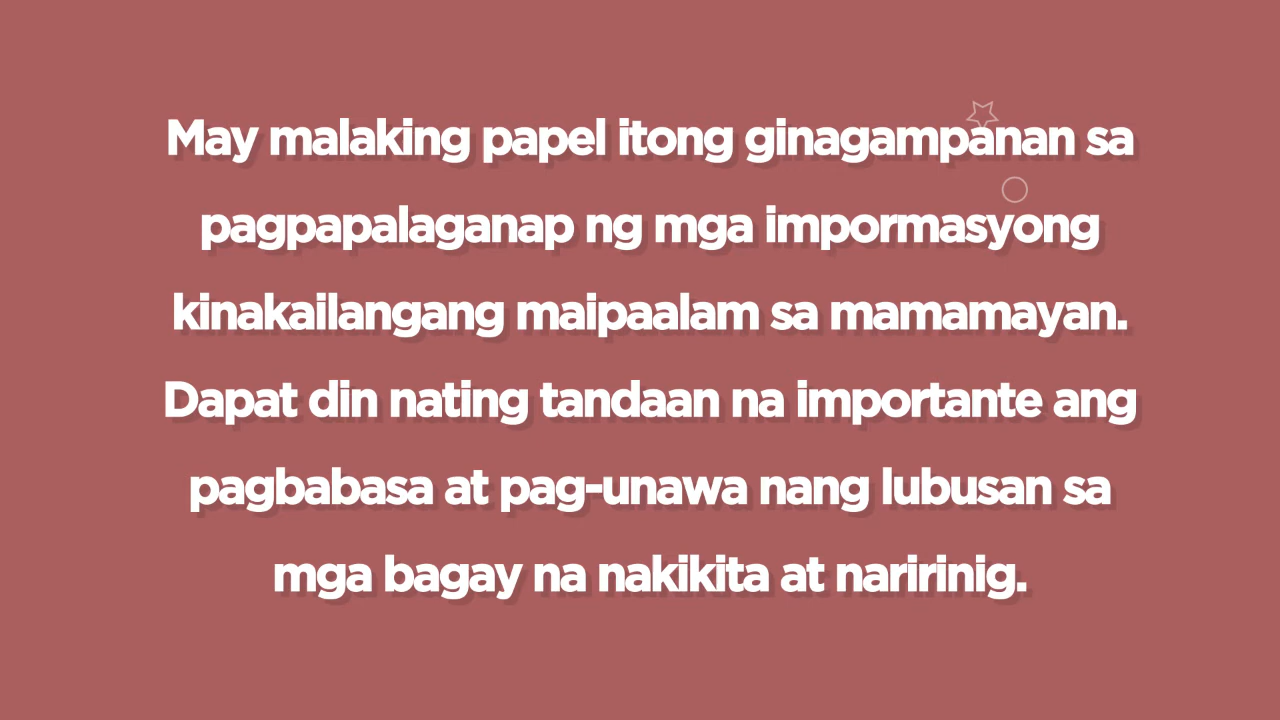 May malaking papel itong ginagampanan sa
pagpapalaganap ng mga impormasyong
kinakailangang maipaalam sa mamamayan.
Dapat din nating tandaan na importante ang
pagbabasa at pag-unawa nang lubusan sa
mga bagay na nakikita at naririnig.